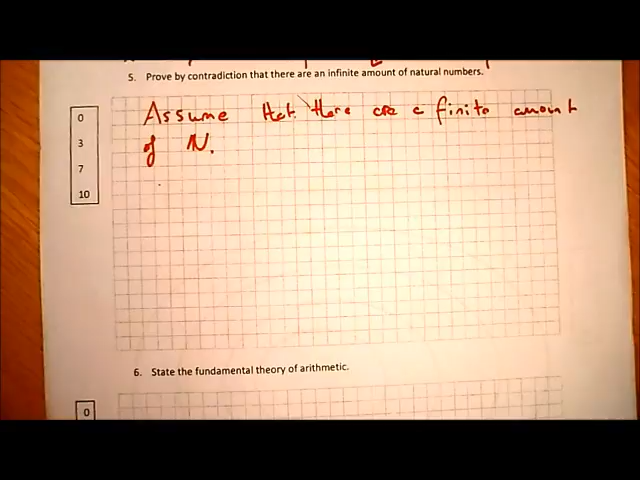 5. Prove by contradiction that there are an infinite amount of natural numbers.
0
3
7
10
Assume that there are a finite amount
of N.
6. State the fundamental theory of arithmetic.
0